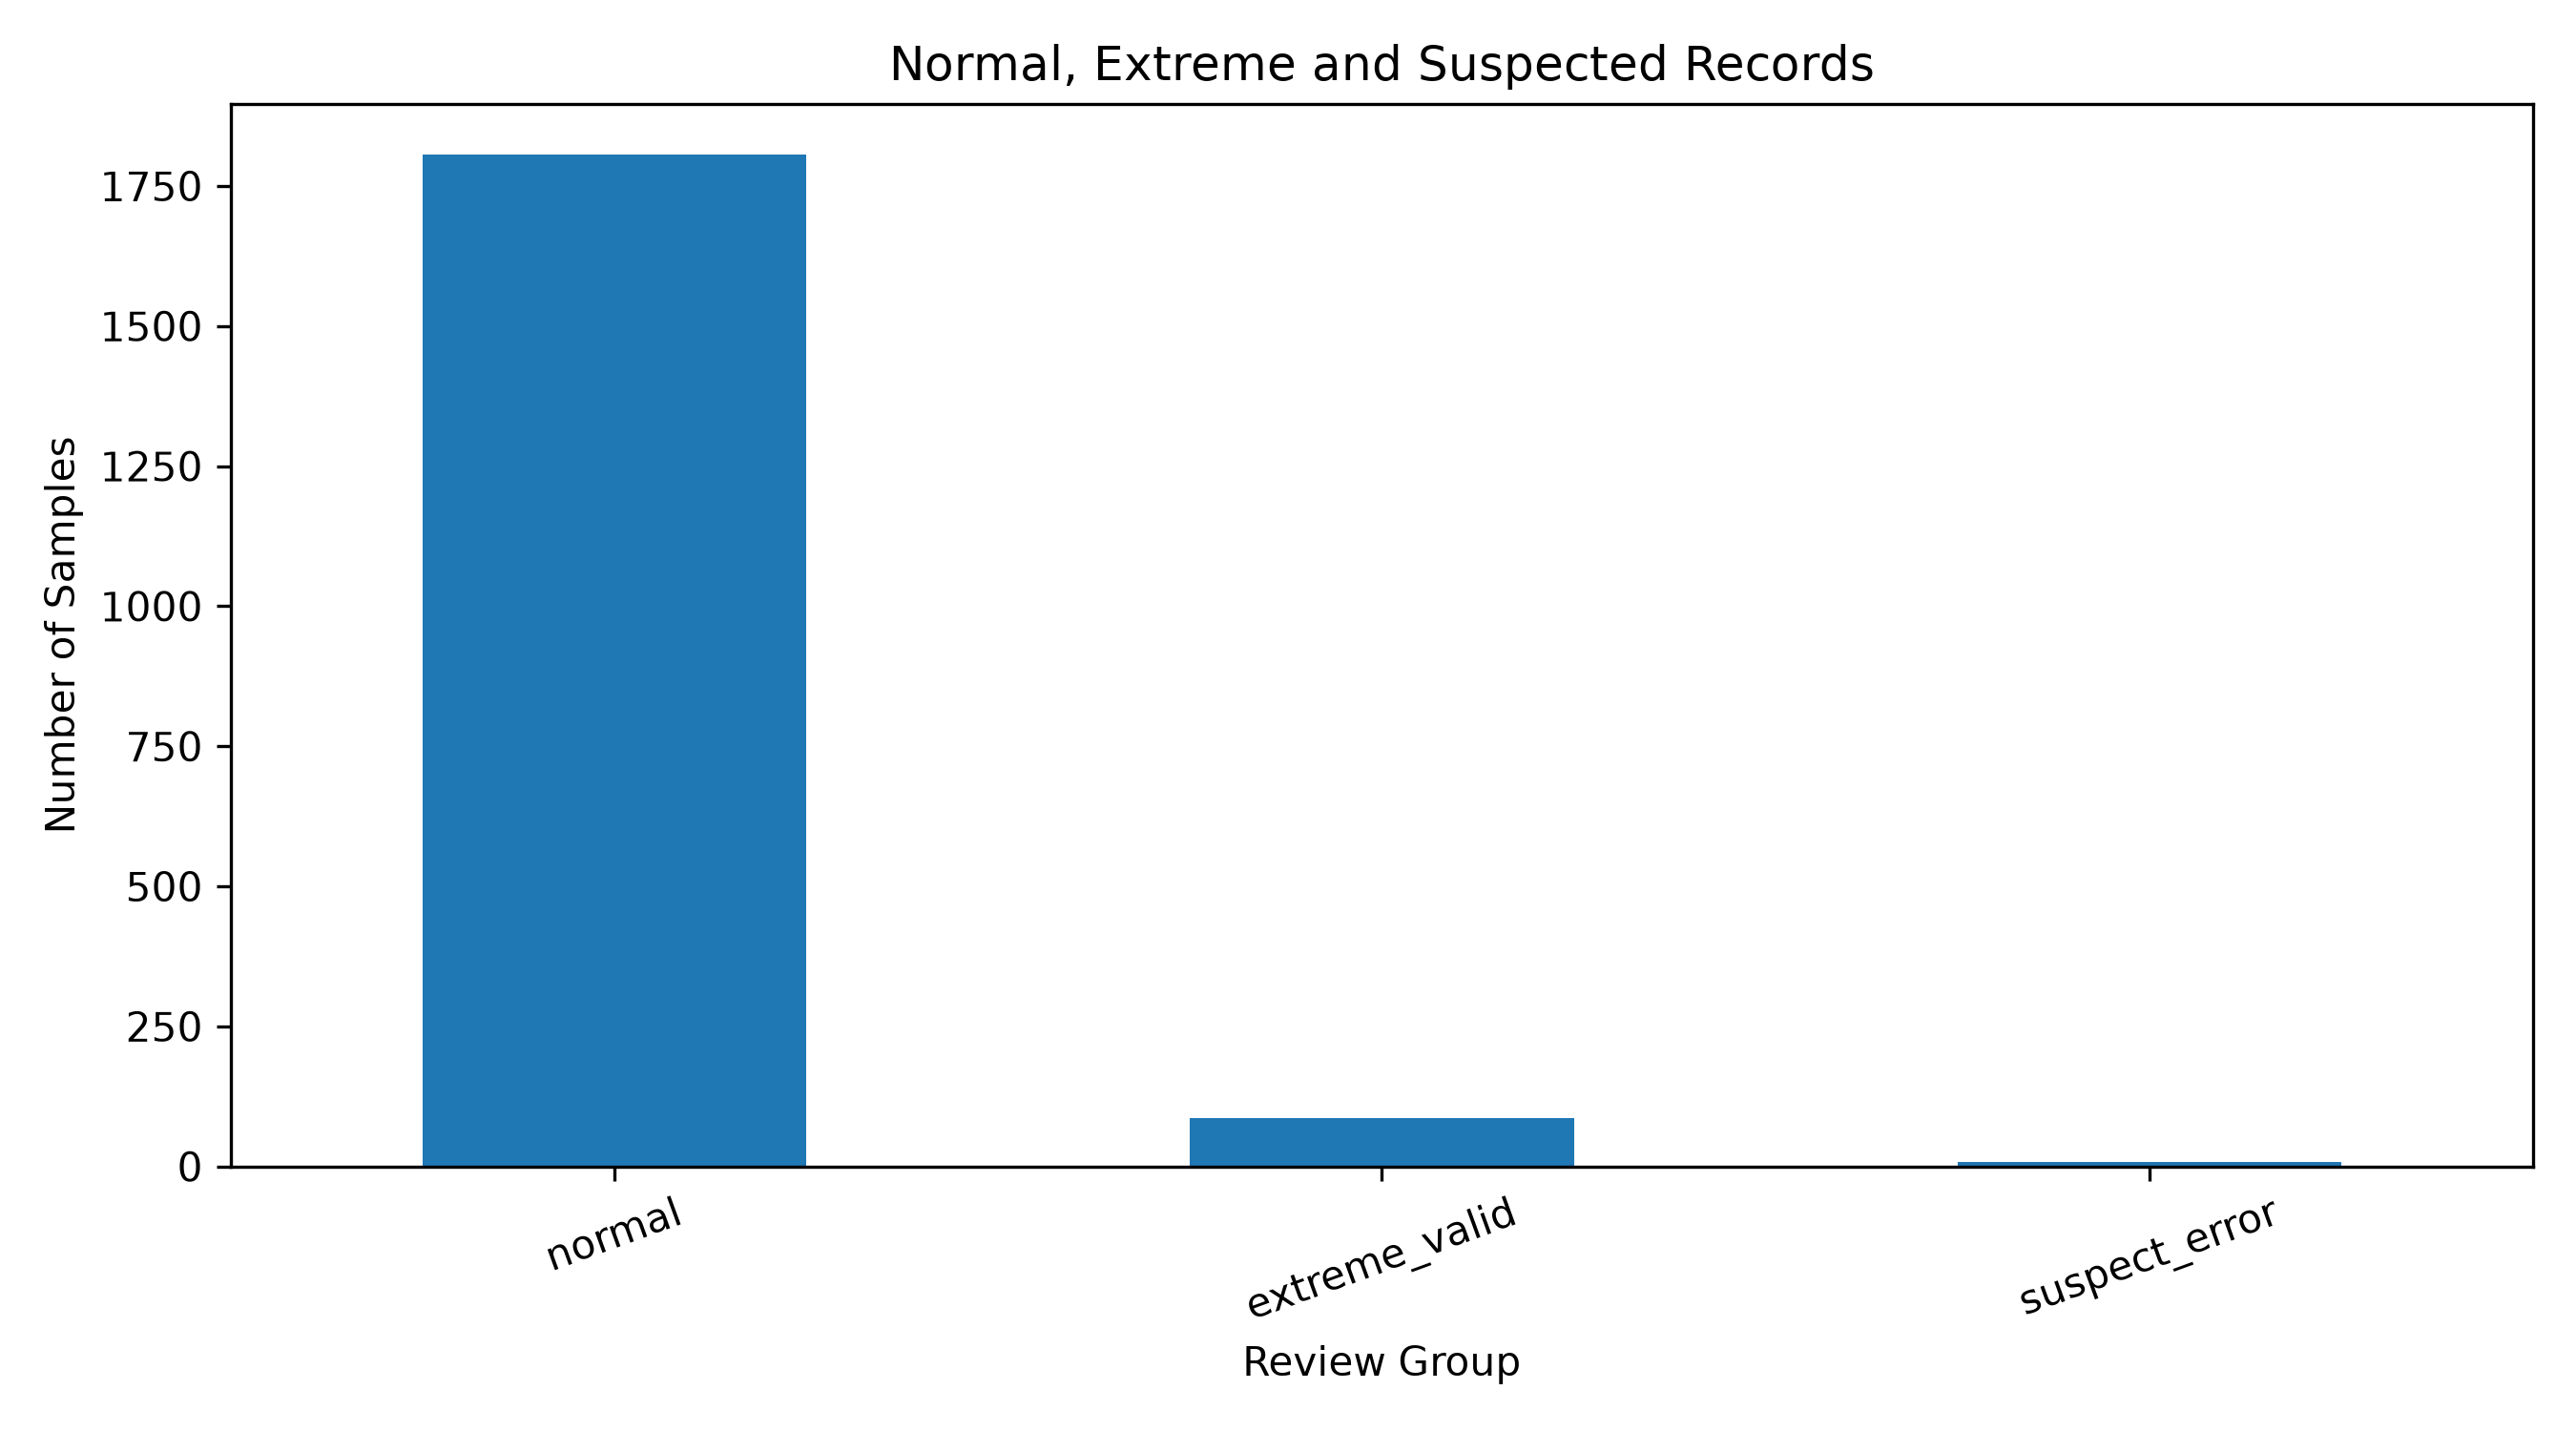 Normal, Extreme and Suspected Records
Number of Samples
1750
1500
1250
1000
750
500
250
0
normal
extreme_valid
suspect_error
Review Group